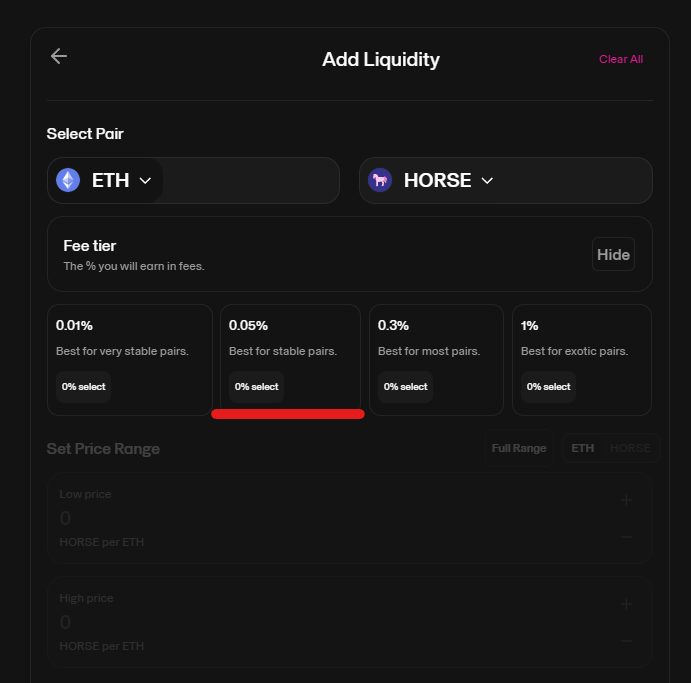 Add Liquidity
Clear All
Select Pair
ETH
HORSE
Fee tier
The % you will earn in fees.
Hide
0.01%
Best for very stable pairs.
0% select
0.05%
Best for stable pairs.
0% select
0.3%
Best for most pairs.
0% select
1%
Best for exotic pairs.
0% select
Set Price Range
Full Range
ETH
HORSE
Low price
0
HORSE per ETH
High price
0
HORSE per ETH